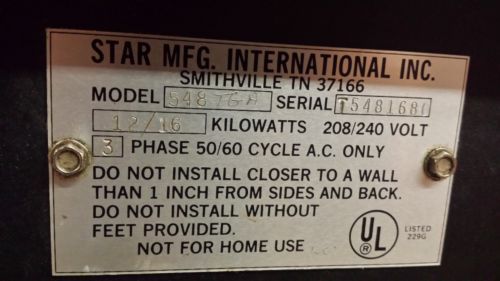 STAR MFG. INTERNATIONAL INC.
SMITHVILLE TN 37166
MODEL 548TGA SERIAL
12/16 KILOWATTS 208/240 VOLT
3 PHASE 50/60 CYCLE A.C. ONLY
DO NOT INSTALL CLOSER TO A WALL
THAN 1 INCH FROM SIDES AND BACK.
DO NOT INSTALL WITHOUT
FEET PROVIDED.
NOT FOR HOME USE
UL ®
LISTED
229G